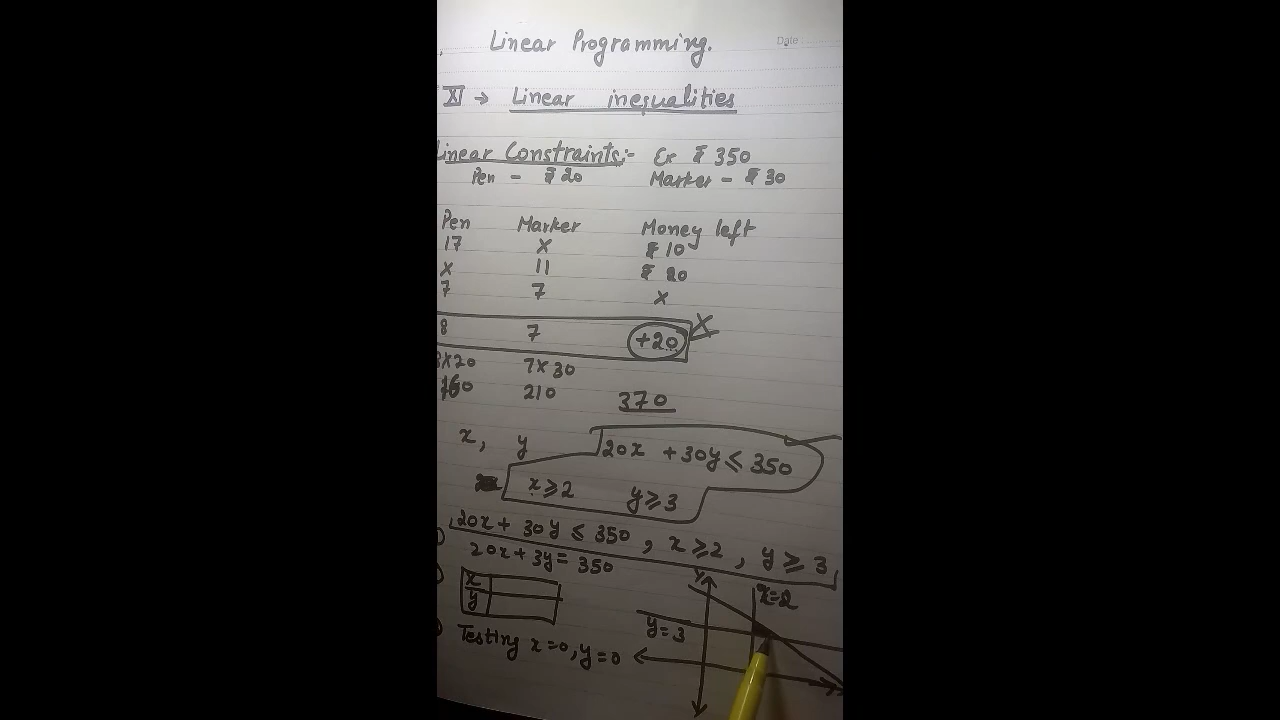 Linear Programming.
Date
XI → Linear inequalities
Linear Constraints:- Ex ₹ 350
Pen - ₹ 20 Marker - ₹ 30
Pen Marker Money left
17 X ₹ 10
X 11 ₹ 20
7 7 X
8 7 +20 X
8x20 7x30
160 210 370
x, y 20x + 30y ≤ 350
x ≥ 2 y ≥ 3
20x + 30y ≤ 350, x ≥ 2, y ≥ 3,
20x + 3y = 350
x
y
Y x=2
y=3
Testing x=0, y=0